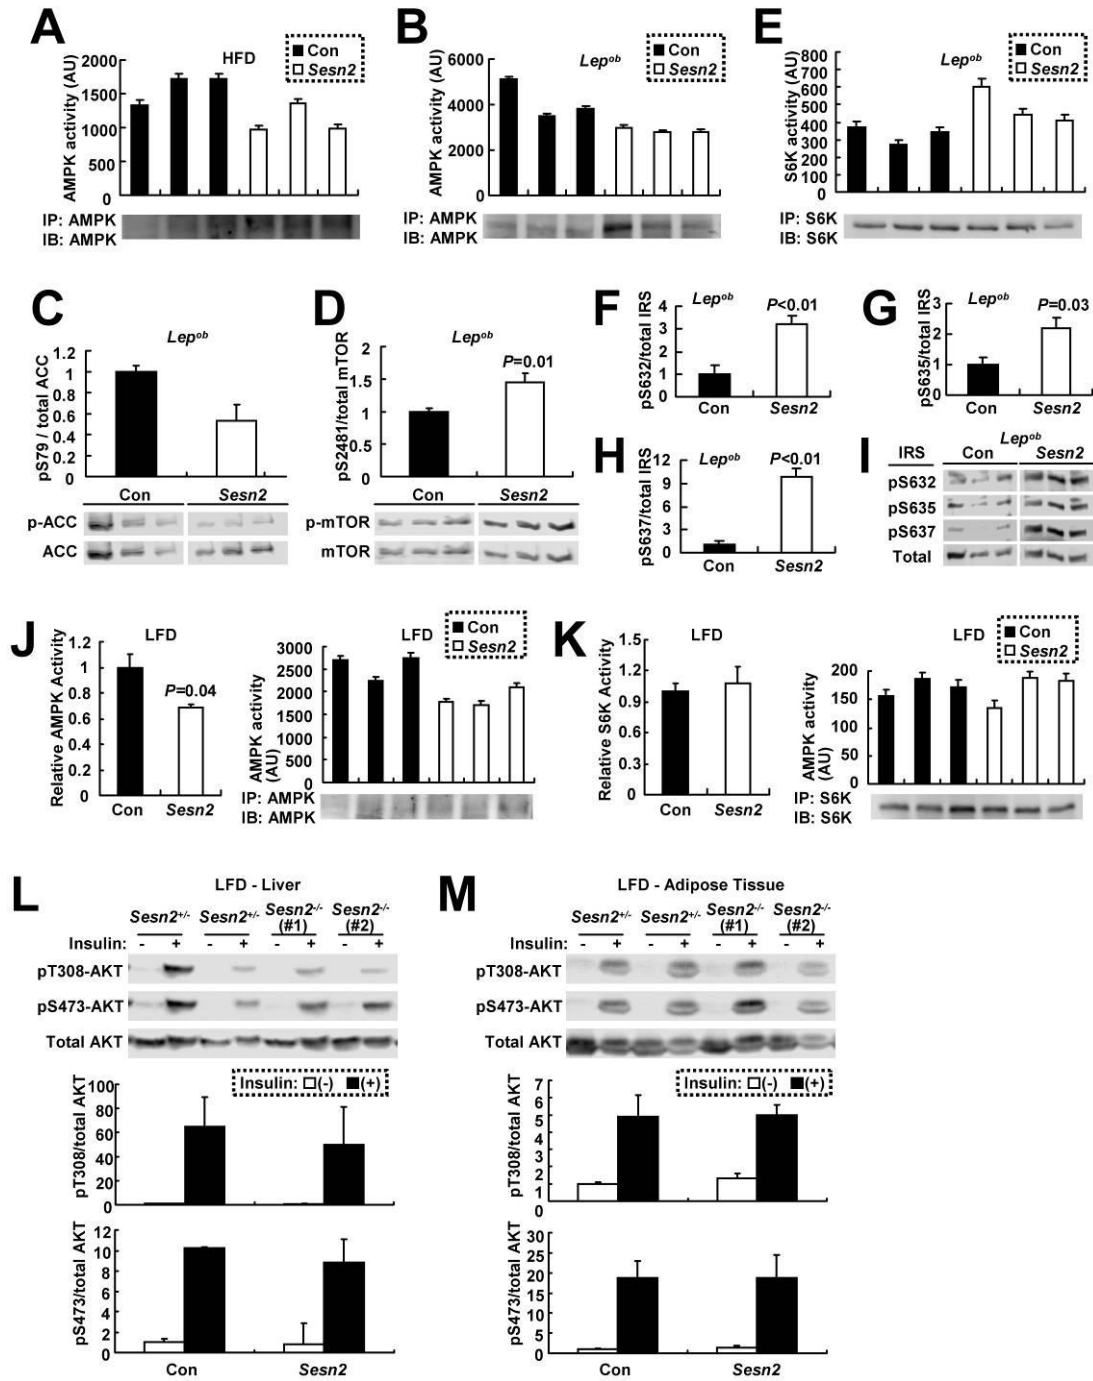 A
HFD
Con
Sesn2
AMPK activity (AU)
2000
1500
1000
500
0
IP: AMPK
IB: AMPK
B
Lepob
Con
Sesn2
AMPK activity (AU)
6000
4000
2000
0
IP: AMPK
IB: AMPK
E
Lepob
Con
Sesn2
S6K activity (AU)
800
700
600
500
400
300
200
100
0
IP: S6K
IB: S6K
C
Lepob
pS79 / total ACC
1.2
1
0.8
0.6
0.4
0.2
0
Con
Sesn2
p-ACC
ACC
D
Lepob
P=0.01
pS2481/total mTOR
2
1.5
1
0.5
0
Con
Sesn2
p-mTOR
mTOR
F
Lepob
P<0.01
pS632/total IRS
4
3
2
1
0
Con
Sesn2
G
Lepob
P=0.03
pS635/total IRS
3
2
1
0
Con
Sesn2
H
Lepob
P<0.01
pS637/total IRS
12
9
6
3
0
Con
Sesn2
I
Lepob
IRS
Con
Sesn2
pS632
pS635
pS637
Total
J
LFD
P=0.04
Relative AMPK Activity
1.2
1
0.8
0.6
0.4
0.2
0
Con
Sesn2
LFD
Con
Sesn2
AMPK activity
(AU)
3000
2500
2000
1500
1000
500
0
IP: AMPK
IB: AMPK
K
LFD
Relative S6K Activity
1.5
1.2
0.9
0.6
0.3
0
Con
Sesn2
LFD
Con
Sesn2
AMPK activity
(AU)
200
150
100
50
0
IP: S6K
IB: S6K
L
LFD - Liver
Sesn2+/- Sesn2+/- Sesn2-/- Sesn2-/-
(#1) (#2)
Insulin: - + - + - + - +
pT308-AKT
pS473-AKT
Total AKT
Insulin: (-) (+)
pT308/total AKT
100
80
60
40
20
0
pS473/total AKT
12
10
8
6
4
2
0
Con
Sesn2
M
LFD - Adipose Tissue
Sesn2+/- Sesn2+/- Sesn2-/- Sesn2-/-
(#1) (#2)
Insulin: - + - + - + - +
pT308-AKT
pS473-AKT
Total AKT
Insulin: (-) (+)
pT308/total AKT
7
6
5
4
3
2
1
0
pS473/total AKT
30
25
20
15
10
5
0
Con
Sesn2